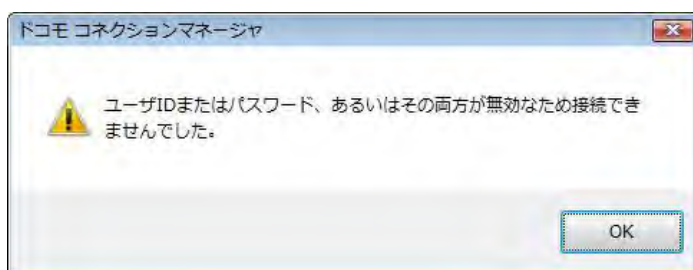 ドコモ コネクションマネージャ
ユーザIDまたはパスワード、あるいはその両方が無効なため接続でき
ませんでした。
OK